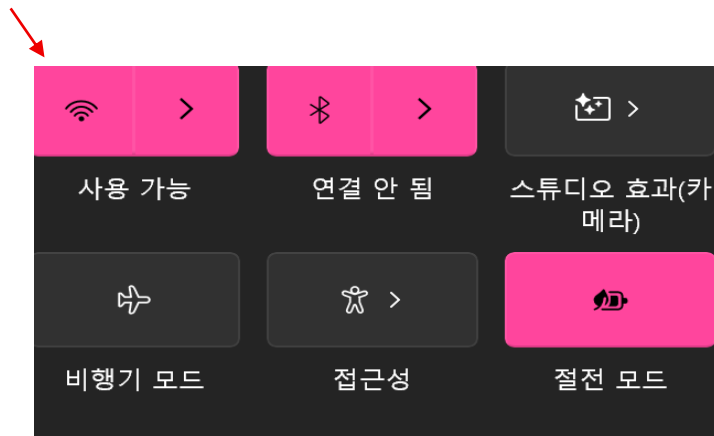 사용 가능
연결 안 됨
스튜디오 효과(카
메라)
비행기 모드
접근성
절전 모드